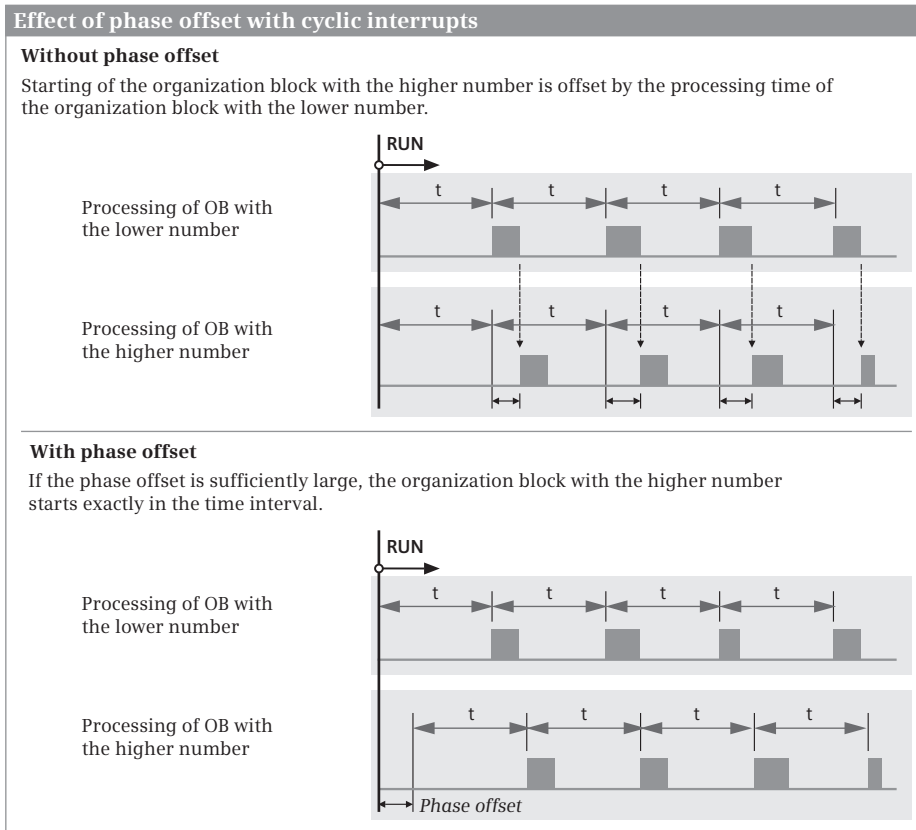 Effect of phase offset with cyclic interrupts
Without phase offset
Starting of the organization block with the higher number is offset by the processing time of
the organization block with the lower number.
RUN
t t t t
Processing of OB with
the lower number
t t t t
Processing of OB with
the higher number
With phase offset
If the phase offset is sufficiently large, the organization block with the higher number
starts exactly in the time interval.
RUN
t t t t
Processing of OB with
the lower number
t t t t
Processing of OB with
the higher number
Phase offset